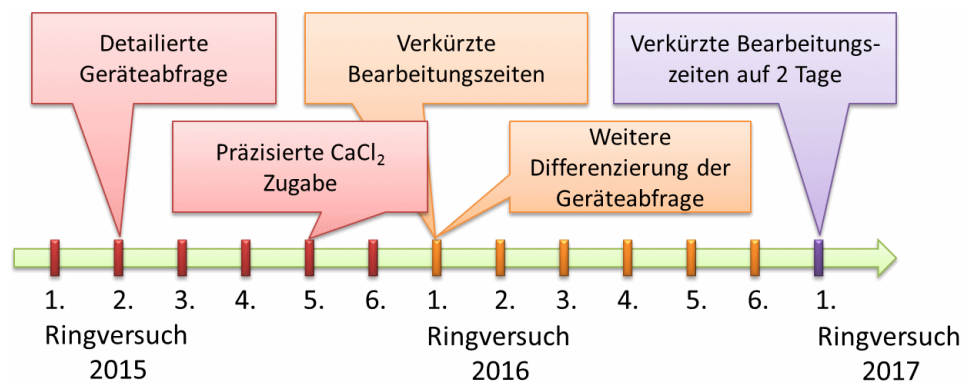 Detailierte
Geräteabfrage
Verkürzte
Bearbeitungszeiten
Verkürzte Bearbeitungs-
zeiten auf 2 Tage
Präzisierte CaCl₂
Zugabe
Weitere
Differenzierung der
Geräteabfrage
1. 2. 3. 4. 5. 6. 1. 2. 3. 4. 5. 6. 1.
Ringversuch
2015
Ringversuch
2016
Ringversuch
2017